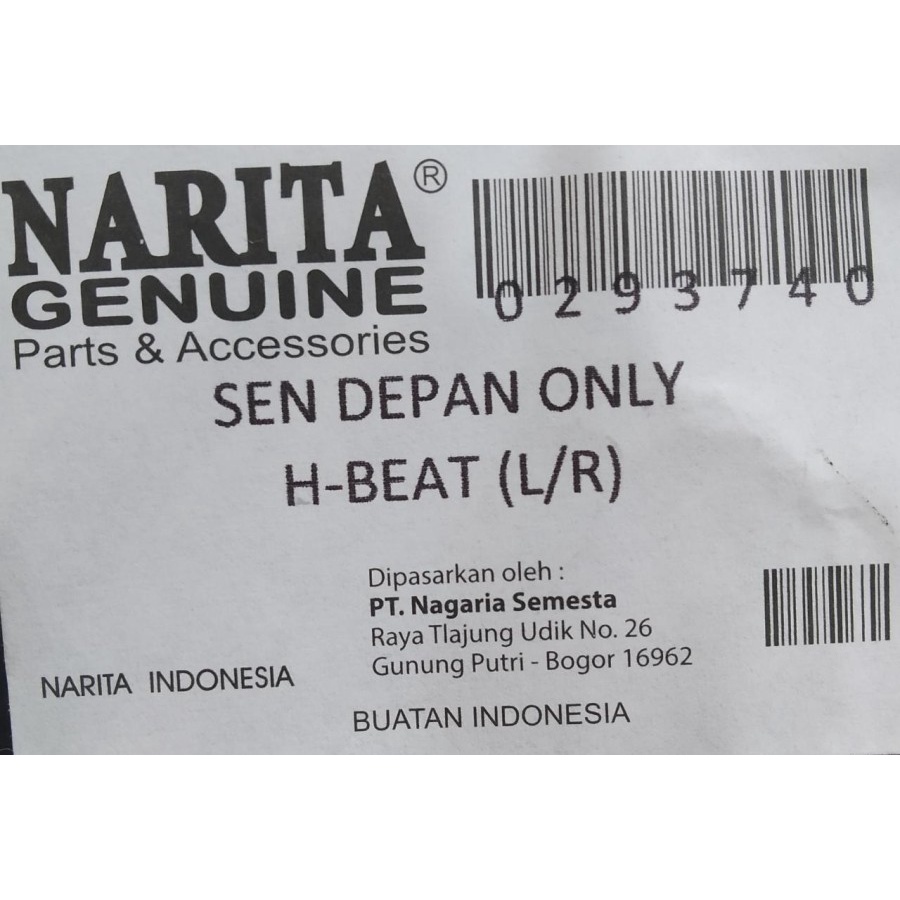 NARITA®
GENUINE
Parts & Accessories
0293740
SEN DEPAN ONLY
H-BEAT (L/R)
Dipasarkan oleh :
PT. Nagaria Semesta
Raya Tlajung Udik No. 26
Gunung Putri - Bogor 16962
NARITA INDONESIA
BUATAN INDONESIA